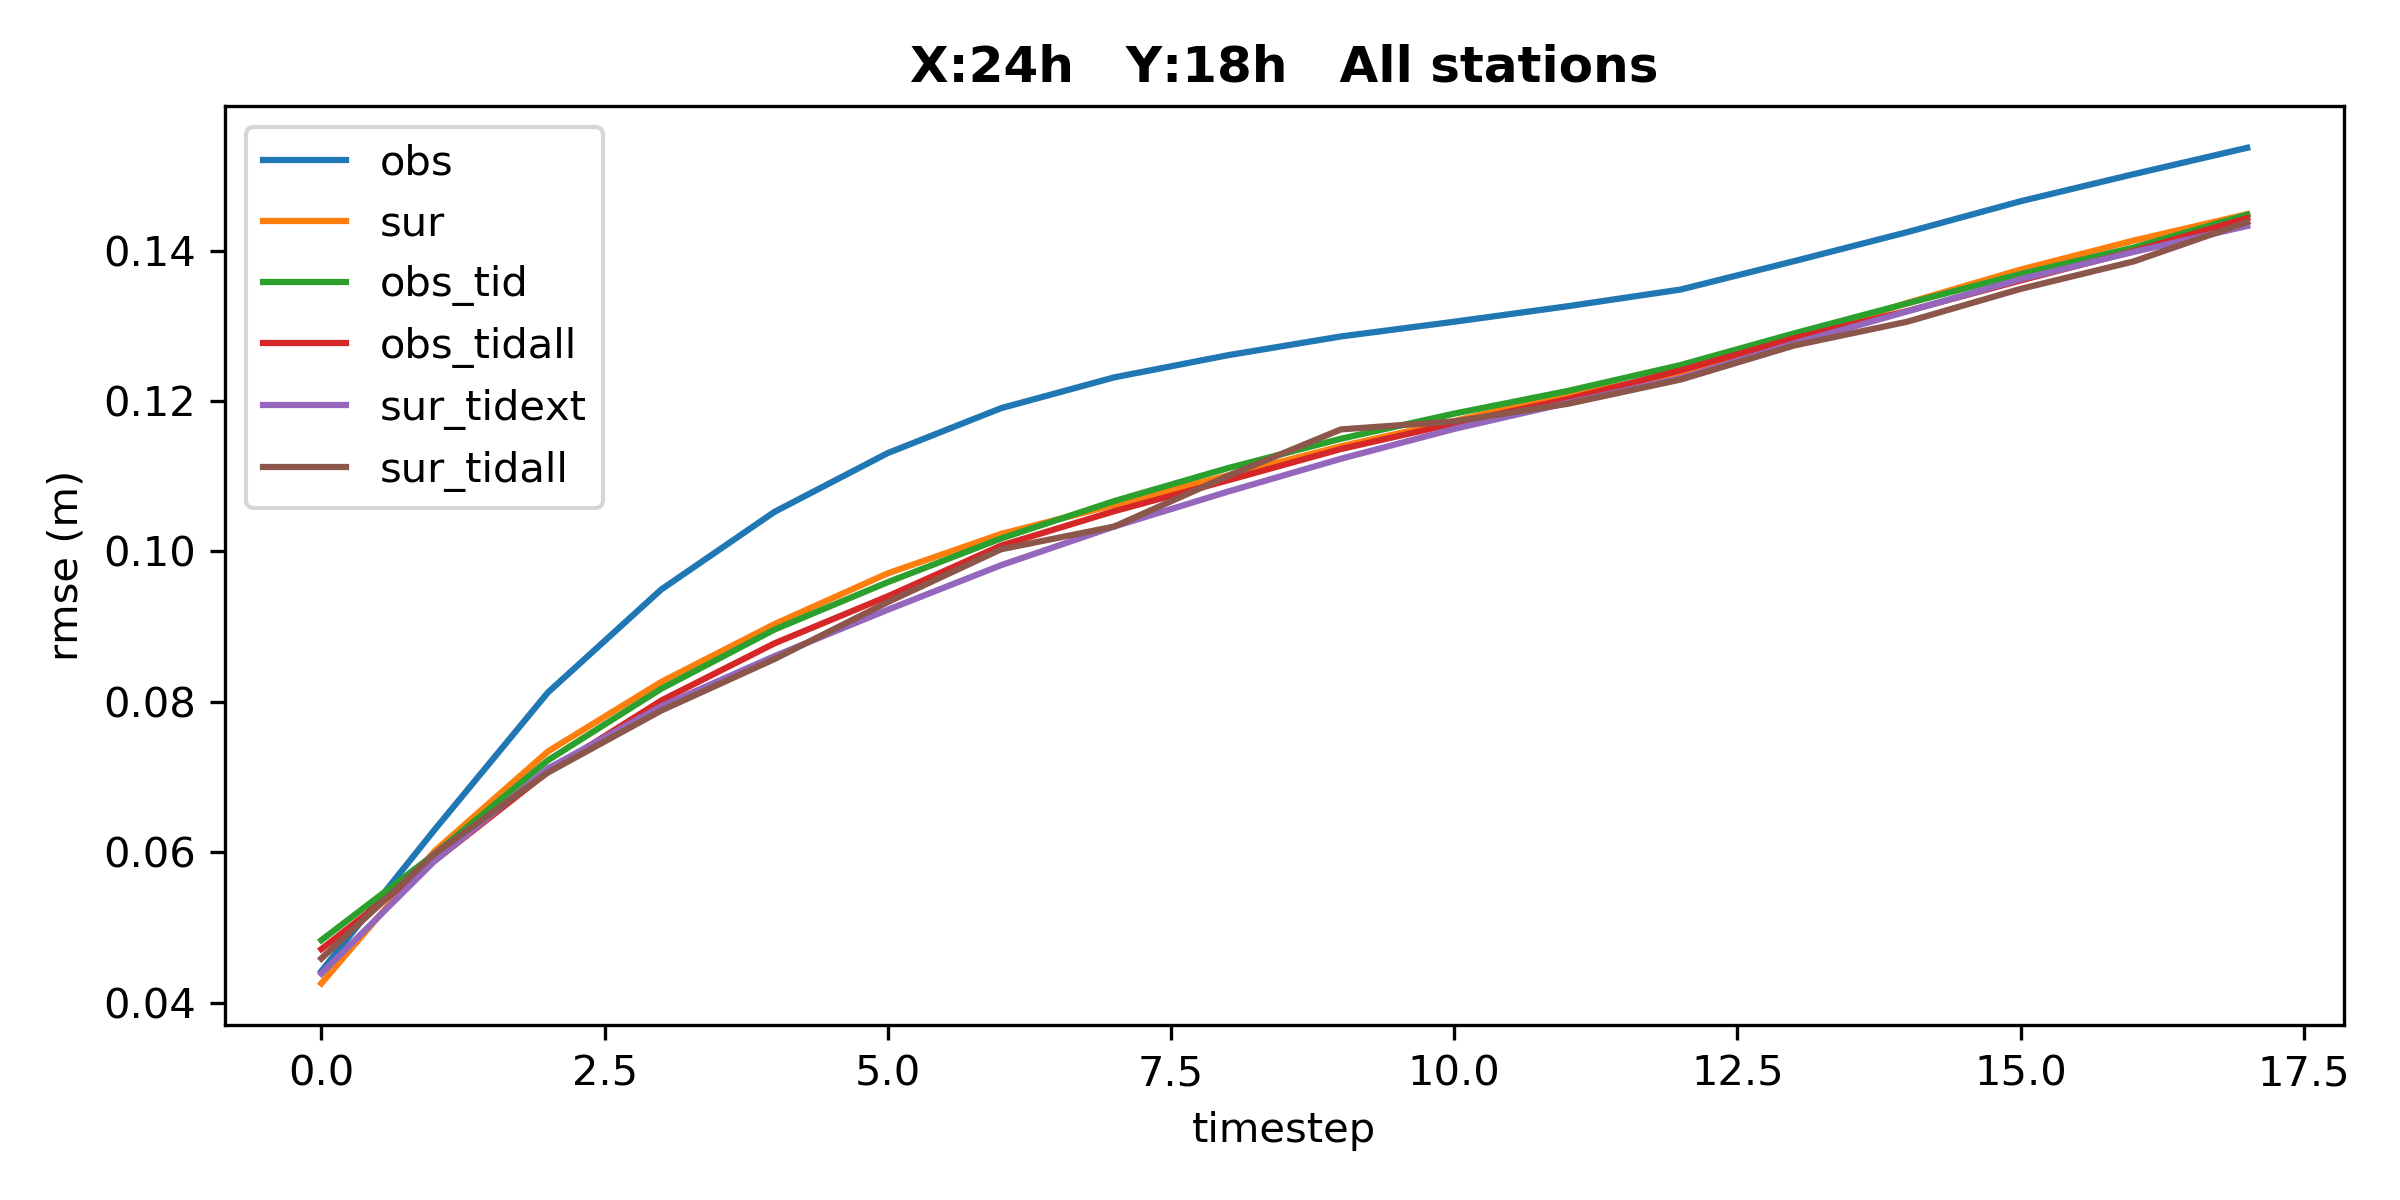 X:24h   Y:18h   All stations
obs
sur
obs_tid
obs_tidall
sur_tidext
sur_tidall
rmse (m)
0.14
0.12
0.10
0.08
0.06
0.04
0.0 2.5 5.0 7.5 10.0 12.5 15.0 17.5
timestep